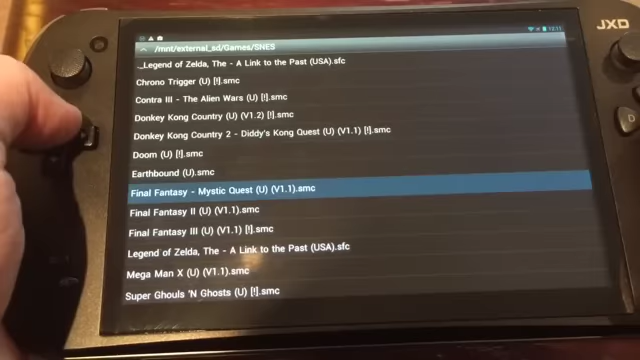 12:11
JXD
/mnt/external_sd/Games/SNES
._Legend of Zelda, The - A Link to the Past (USA).sfc
Chrono Trigger (U) [!].smc
Contra III - The Alien Wars (U) [!].smc
Donkey Kong Country (U) (V1.2) [!].smc
Donkey Kong Country 2 - Diddy's Kong Quest (U) (V1.1) [!].smc
Doom (U) [!].smc
Earthbound (U).smc
Final Fantasy - Mystic Quest (U) (V1.1).smc
Final Fantasy II (U) (V1.1).smc
Final Fantasy III (U) (V1.1) [!].smc
Legend of Zelda, The - A Link to the Past (USA).sfc
Mega Man X (U) (V1.1).smc
Super Ghouls 'N Ghosts (U) [!].smc
D